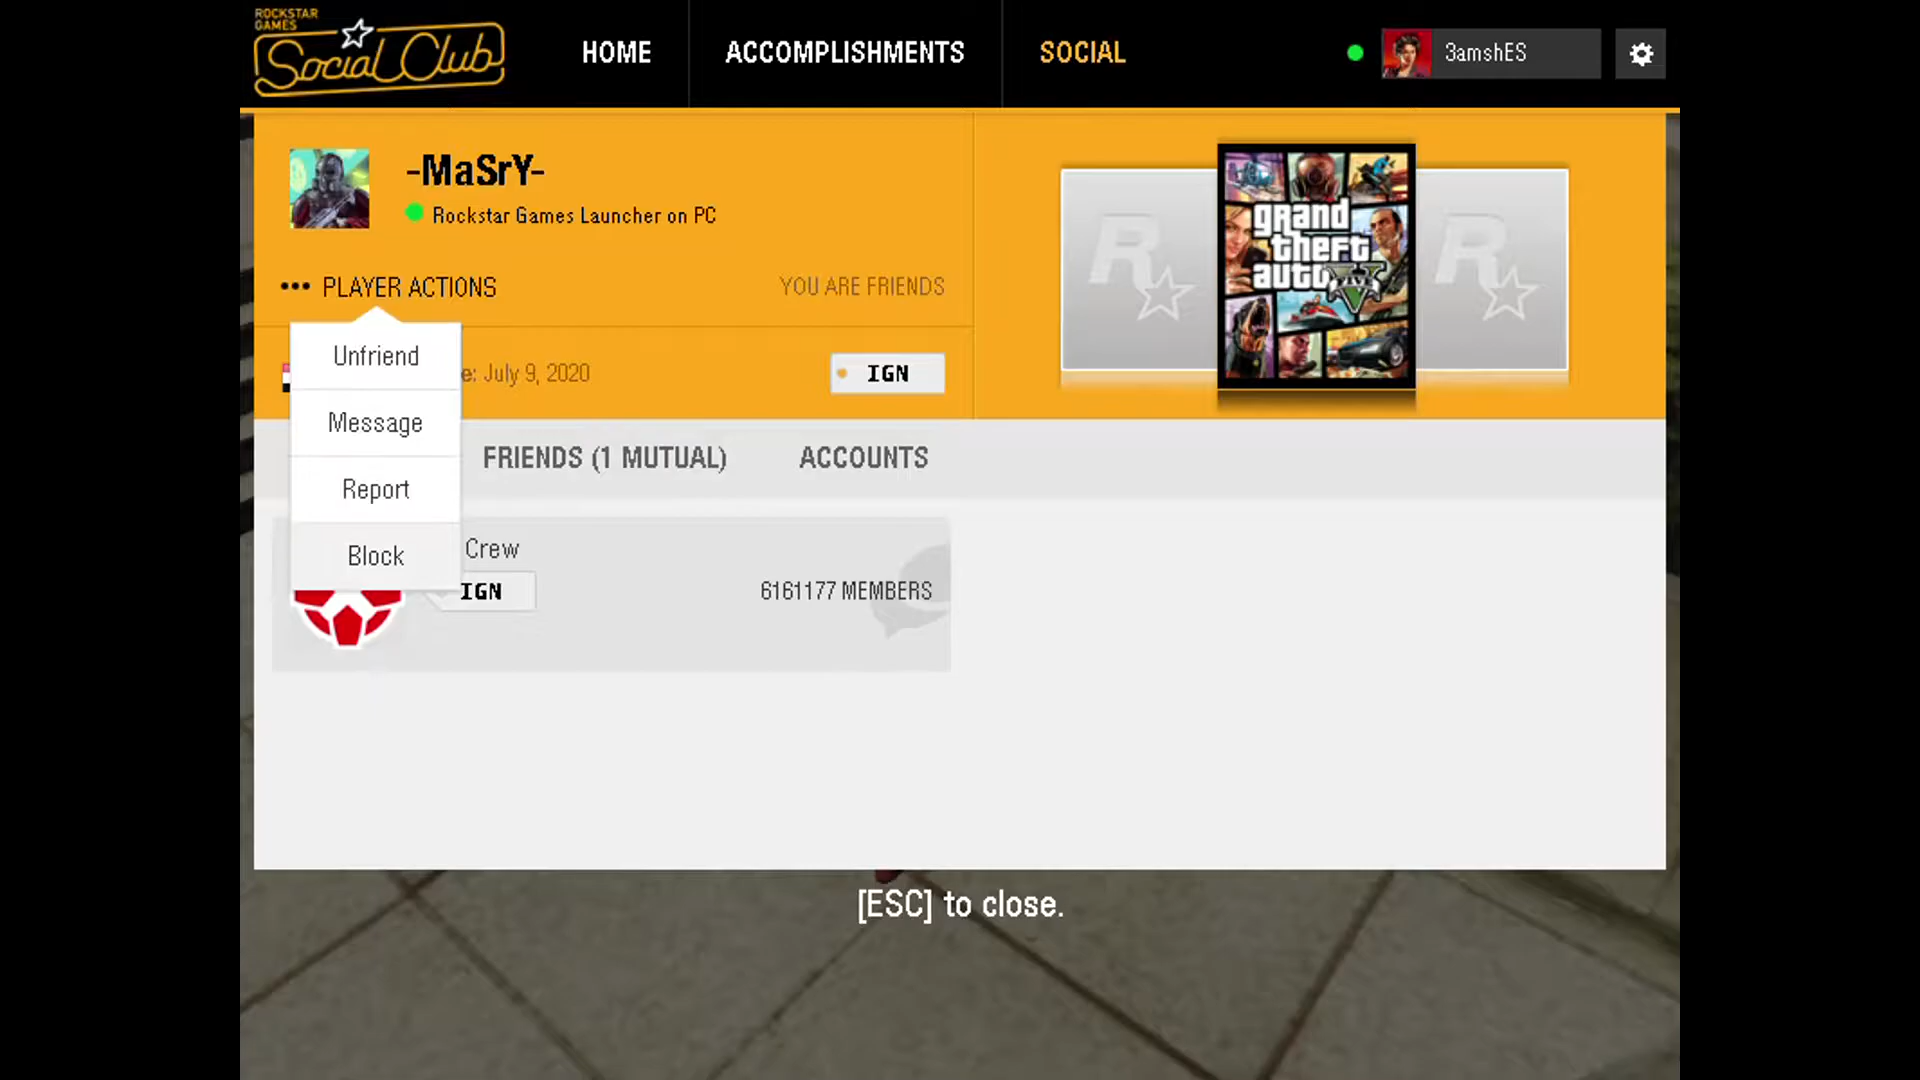 ROCKSTAR
GAMES
Social Club
HOME
ACCOMPLISHMENTS
SOCIAL
3amshES
-MaSrY-
Rockstar Games Launcher on PC
PLAYER ACTIONS
YOU ARE FRIENDS
Unfriend
Message
Report
Block
e: July 9, 2020
IGN
grand
theft
auto V
FIVE
R
R
FRIENDS (1 MUTUAL)
ACCOUNTS
Crew
IGN
6161177 MEMBERS
[ESC] to close.